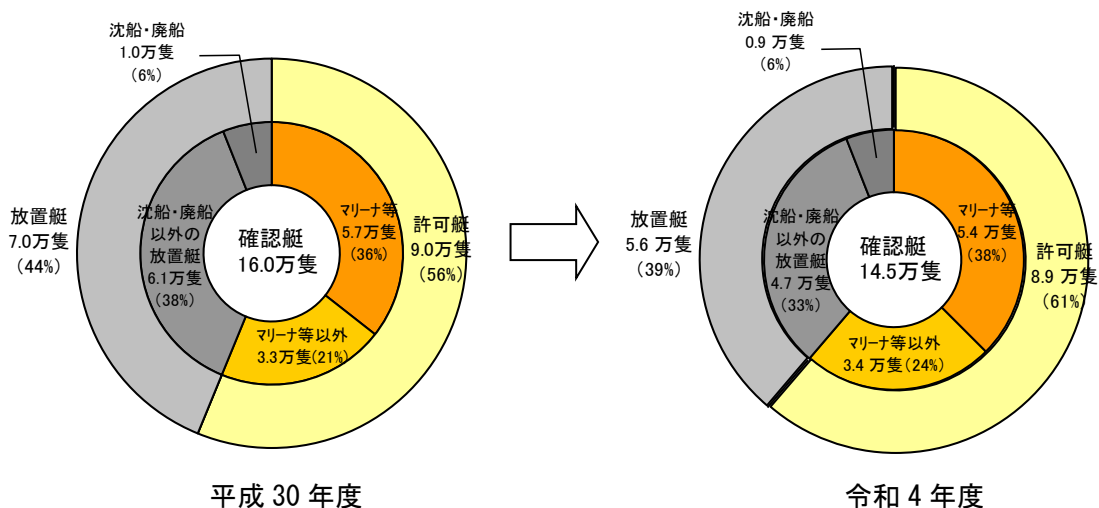 沈船・廃船
1.0万隻
(6%)
放置艇
7.0万隻
(44%)
沈船・廃船
以外の
放置艇
6.1万隻
(38%)
確認艇
16.0万隻
マリーナ等
5.7万隻
(36%)
許可艇
9.0万隻
(56%)
マリーナ等以外
3.3万隻(21%)
平成 30 年度
沈船・廃船
0.9 万隻
(6%)
放置艇
5.6 万隻
(39%)
沈船・廃船
以外の
放置艇
4.7 万隻
(33%)
確認艇
14.5万隻
マリーナ等
5.4 万隻
(38%)
許可艇
8.9 万隻
(61%)
マリーナ等以外
3.4 万隻(24%)
令和 4 年度